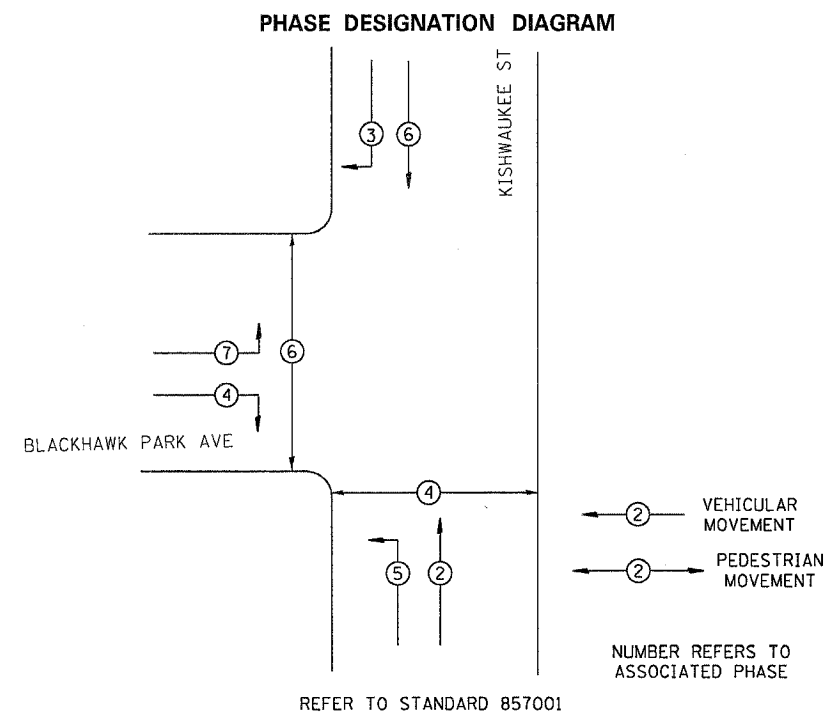 PHASE DESIGNATION DIAGRAM
KISHWAUKEE ST
3
6
7
6
4
BLACKHAWK PARK AVE
4
2
VEHICULAR
MOVEMENT
5
2
2
PEDESTRIAN
MOVEMENT
NUMBER REFERS TO
ASSOCIATED PHASE
REFER TO STANDARD 857001